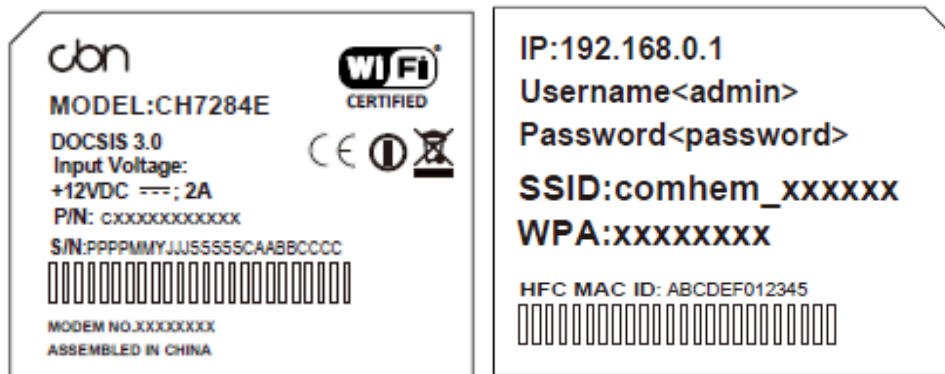 cbn
WiFi
CERTIFIED
MODEL:CH7284E
DOCSIS 3.0
Input Voltage:
+12VDC ⎓; 2A
P/N: CXXXXXXXXXXX
S/N:PPPPMMYJJJ55555CAABBCCCC
MODEM NO.XXXXXXXX
ASSEMBLED IN CHINA
IP:192.168.0.1
Username<admin>
Password<password>
SSID:comhem_xxxxxx
WPA:xxxxxxxx
HFC MAC ID: ABCDEF012345